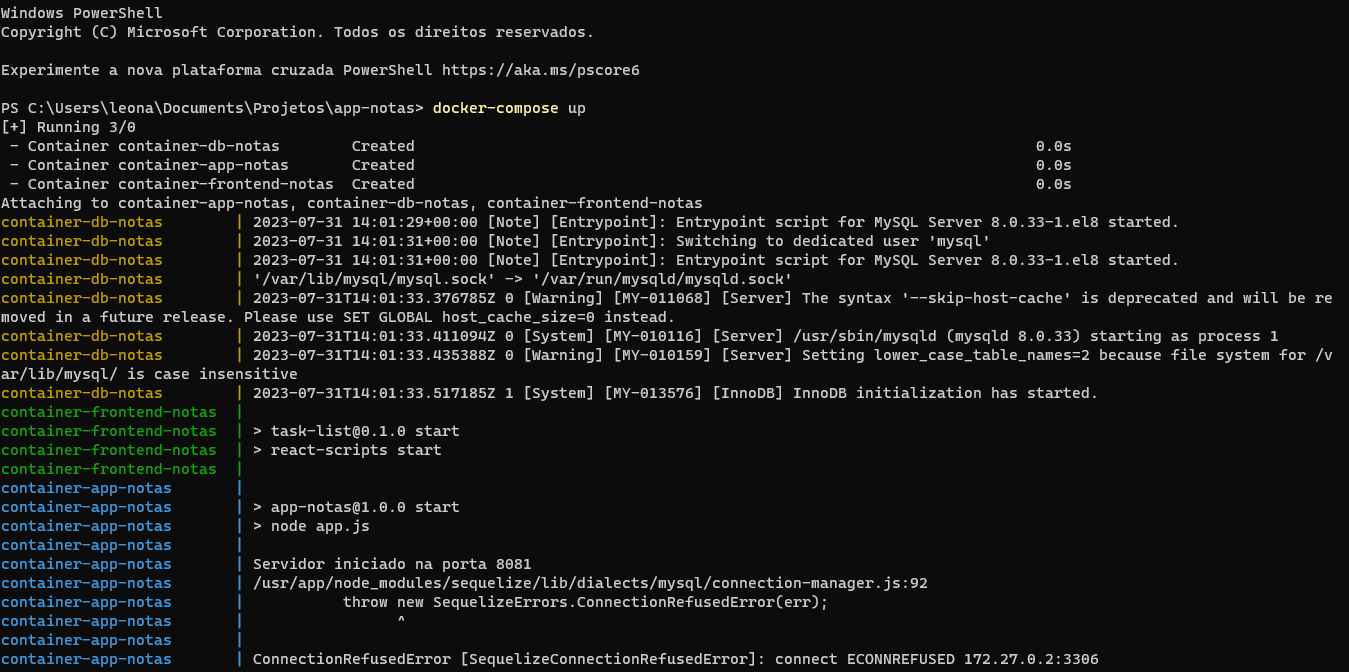 Windows PowerShell
Copyright (C) Microsoft Corporation. Todos os direitos reservados.
Experimente a nova plataforma cruzada PowerShell https://aka.ms/pscore6
PS C:\Users\leona\Documents\Projetos\app-notas> docker-compose up
[+] Running 3/0
 - Container container-db-notas        Created                                                                     0.0s
 - Container container-app-notas       Created                                                                     0.0s
 - Container container-frontend-notas  Created                                                                     0.0s
Attaching to container-app-notas, container-db-notas, container-frontend-notas
container-db-notas        | 2023-07-31 14:01:29+00:00 [Note] [Entrypoint]: Entrypoint script for MySQL Server 8.0.33-1.el8 started.
container-db-notas        | 2023-07-31 14:01:31+00:00 [Note] [Entrypoint]: Switching to dedicated user 'mysql'
container-db-notas        | 2023-07-31 14:01:31+00:00 [Note] [Entrypoint]: Entrypoint script for MySQL Server 8.0.33-1.el8 started.
container-db-notas        | '/var/lib/mysql/mysql.sock' -> '/var/run/mysqld/mysqld.sock'
container-db-notas        | 2023-07-31T14:01:33.376785Z 0 [Warning] [MY-011068] [Server] The syntax '--skip-host-cache' is deprecated and will be re
moved in a future release. Please use SET GLOBAL host_cache_size=0 instead.
container-db-notas        | 2023-07-31T14:01:33.411094Z 0 [System] [MY-010116] [Server] /usr/sbin/mysqld (mysqld 8.0.33) starting as process 1
container-db-notas        | 2023-07-31T14:01:33.435388Z 0 [Warning] [MY-010159] [Server] Setting lower_case_table_names=2 because file system for /v
ar/lib/mysql/ is case insensitive
container-db-notas        | 2023-07-31T14:01:33.517185Z 1 [System] [MY-013576] [InnoDB] InnoDB initialization has started.
container-frontend-notas  |
container-frontend-notas  | > task-list@0.1.0 start
container-frontend-notas  | > react-scripts start
container-frontend-notas  |
container-app-notas       |
container-app-notas       | > app-notas@1.0.0 start
container-app-notas       | > node app.js
container-app-notas       |
container-app-notas       | Servidor iniciado na porta 8081
container-app-notas       | /usr/app/node_modules/sequelize/lib/dialects/mysql/connection-manager.js:92
container-app-notas       |           throw new SequelizeErrors.ConnectionRefusedError(err);
container-app-notas       |                 ^
container-app-notas       |
container-app-notas       | ConnectionRefusedError [SequelizeConnectionRefusedError]: connect ECONNREFUSED 172.27.0.2:3306